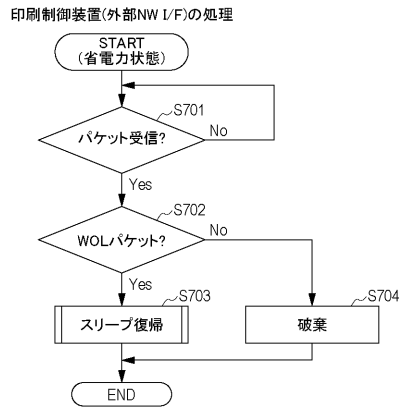 印刷制御装置(外部NW I/F)の処理
START
(省電力状態)
S701
パケット受信?
No
Yes
S702
WOLパケット?
No
Yes
S703
スリープ復帰
S704
破棄
END